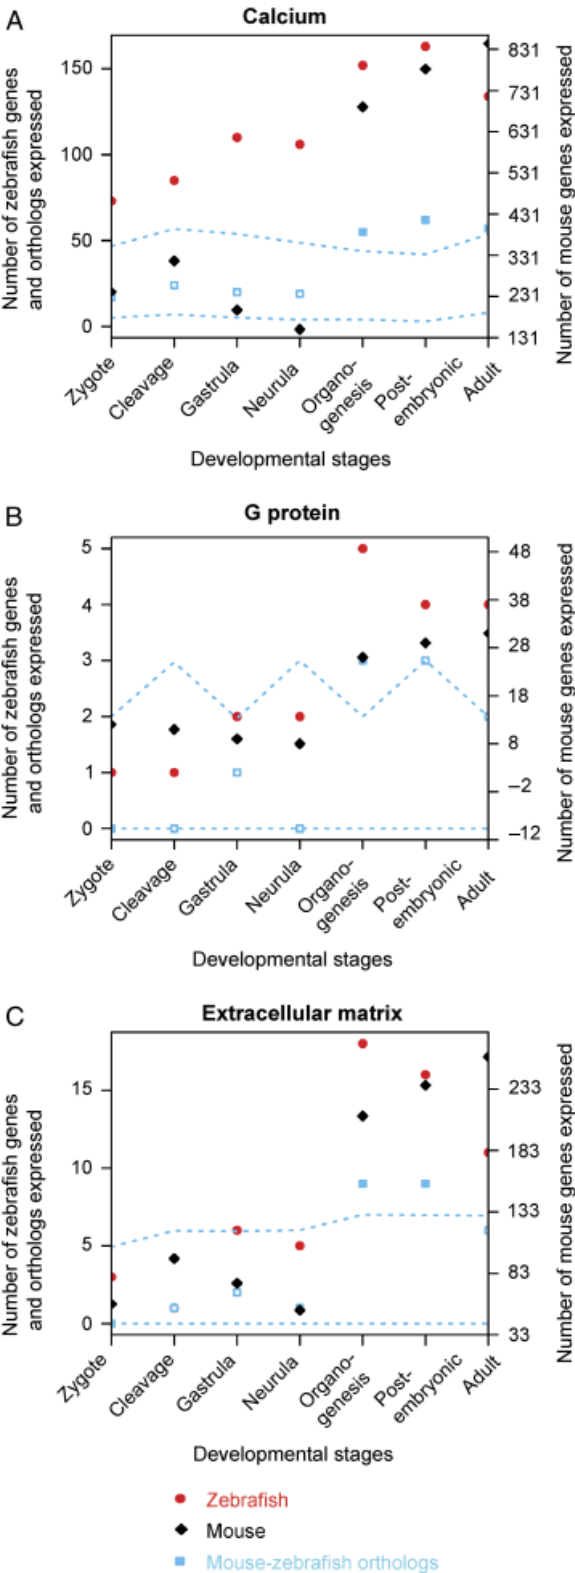 A
Calcium
Number of zebrafish genes
and orthologs expressed
150
100
50
0
831
731
631
531
431
331
231
131
Number of mouse genes expressed
Zygote
Cleavage
Gastrula
Neurula
Organo-
genesis
Post-
embryonic
Adult
Developmental stages
B
G protein
Number of zebrafish genes
and orthologs expressed
5
4
3
2
1
0
48
38
28
18
8
−2
−12
Number of mouse genes expressed
Zygote
Cleavage
Gastrula
Neurula
Organo-
genesis
Post-
embryonic
Adult
Developmental stages
C
Extracellular matrix
Number of zebrafish genes
and orthologs expressed
15
10
5
0
233
183
133
83
33
Number of mouse genes expressed
Zygote
Cleavage
Gastrula
Neurula
Organo-
genesis
Post-
embryonic
Adult
Developmental stages
Zebrafish
Mouse
Mouse-zebrafish orthologs